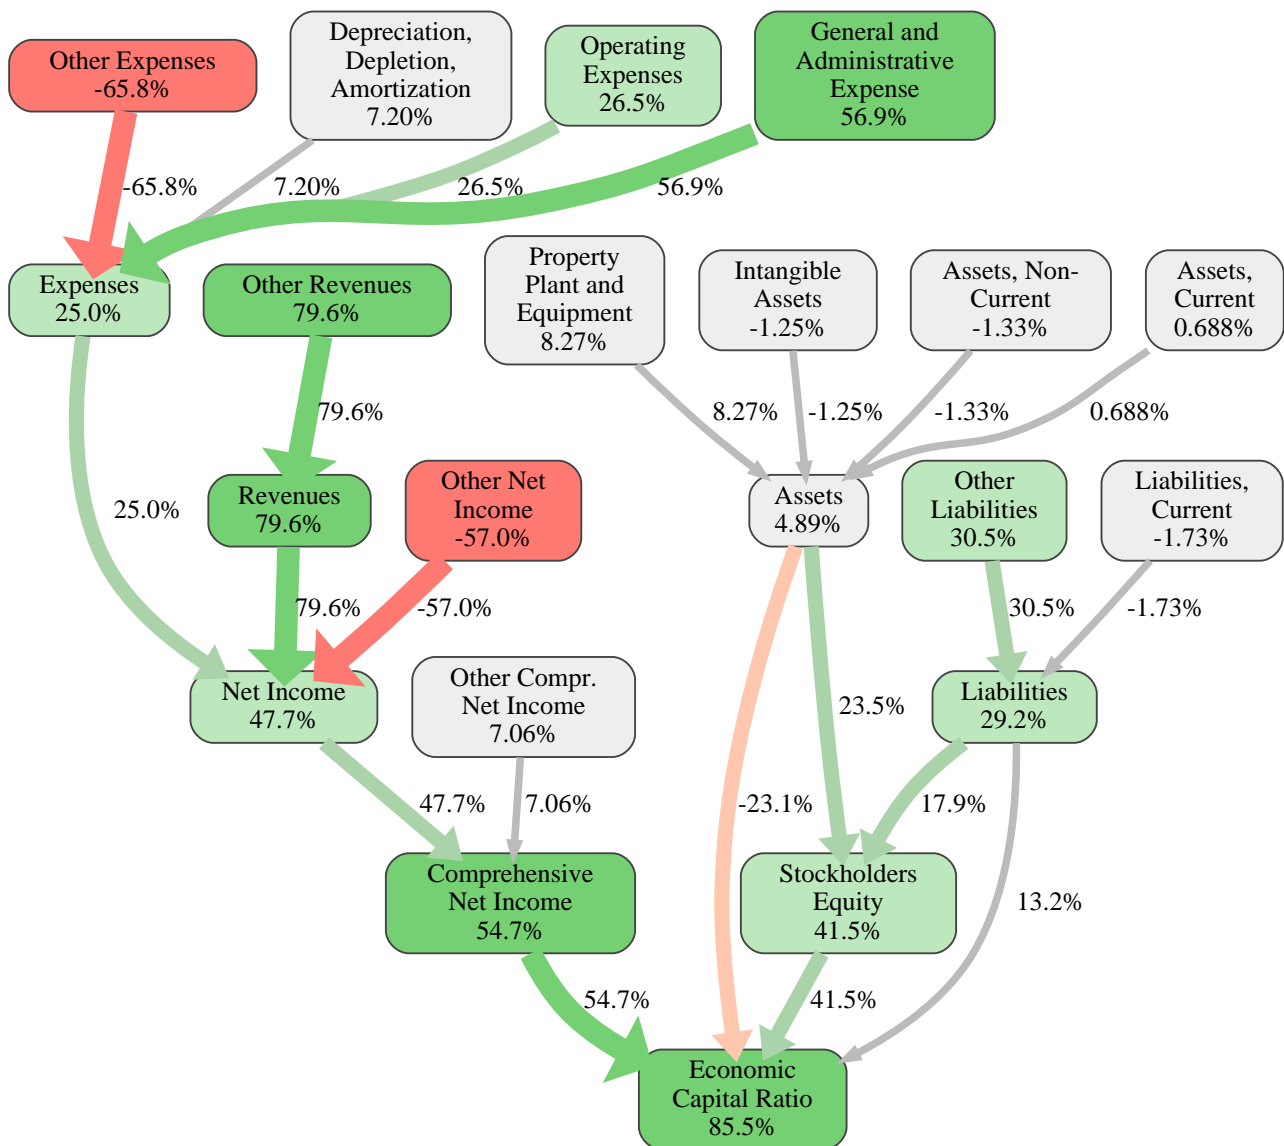 Other Expenses
-65.8%
Depreciation,
Depletion,
Amortization
7.20%
Operating
Expenses
26.5%
General and
Administrative
Expense
56.9%
-65.8%
7.20%
26.5%
56.9%
Expenses
25.0%
Other Revenues
79.6%
Property
Plant and
Equipment
8.27%
Intangible
Assets
-1.25%
Assets, Non-
Current
-1.33%
Assets,
Current
0.688%
79.6%
8.27%
-1.25%
-1.33%
0.688%
25.0%
Revenues
79.6%
Other Net
Income
-57.0%
Assets
4.89%
Other
Liabilities
30.5%
Liabilities,
Current
-1.73%
79.6%
-57.0%
30.5%
-1.73%
Net Income
47.7%
Other Compr.
Net Income
7.06%
23.5%
Liabilities
29.2%
47.7%
7.06%
-23.1%
17.9%
Comprehensive
Net Income
54.7%
Stockholders
Equity
41.5%
13.2%
54.7%
41.5%
Economic
Capital Ratio
85.5%